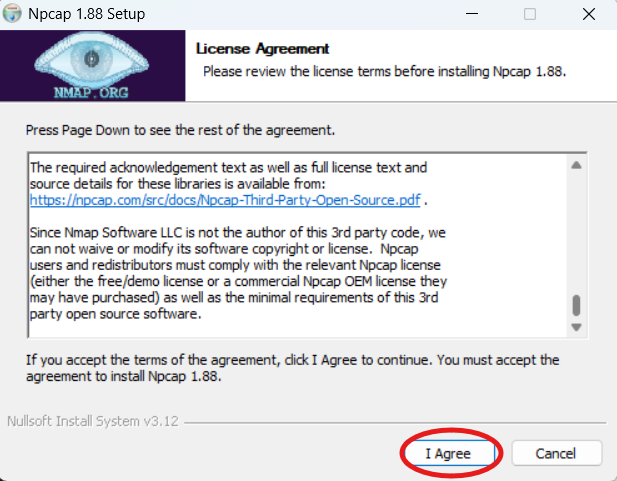 Npcap 1.88 Setup
NMAP.ORG
License Agreement
Please review the license terms before installing Npcap 1.88.
Press Page Down to see the rest of the agreement.
The required acknowledgement text as well as full license text and
source details for these libraries is available from:
https://npcap.com/src/docs/Npcap-Third-Party-Open-Source.pdf .
Since Nmap Software LLC is not the author of this 3rd party code, we
can not waive or modify its software copyright or license.  Npcap
users and redistributors must comply with the relevant Npcap license
(either the free/demo license or a commercial Npcap OEM license they
may have purchased) as well as the minimal requirements of this 3rd
party open source software.
If you accept the terms of the agreement, click I Agree to continue. You must accept the
agreement to install Npcap 1.88.
Nullsoft Install System v3.12
I Agree
Cancel